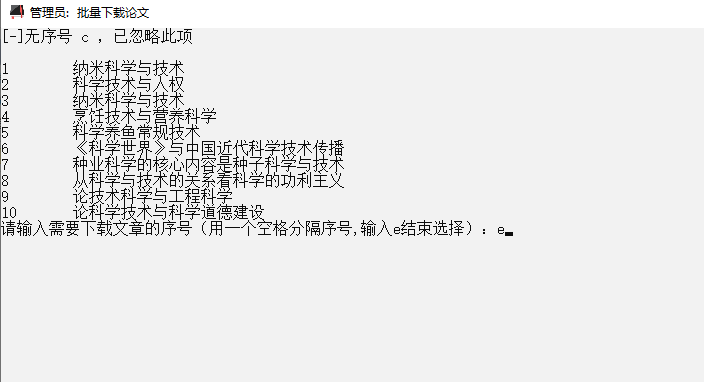 管理员: 批量下载论文
[-]无序号 c , 已忽略此项
1 纳米科学与技术
2 科学技术与人权
3 纳米科学与技术
4 烹饪技术与营养科学
5 科学养鱼常规技术
6 《科学世界》与中国近代科学技术传播
7 种业科学的核心内容是种子科学与技术
8 从科学与技术的关系看科学的功利主义
9 论技术科学与工程科学
10 论科学技术与科学道德建设
请输入需要下载文章的序号（用一个空格分隔序号,输入e结束选择）：e